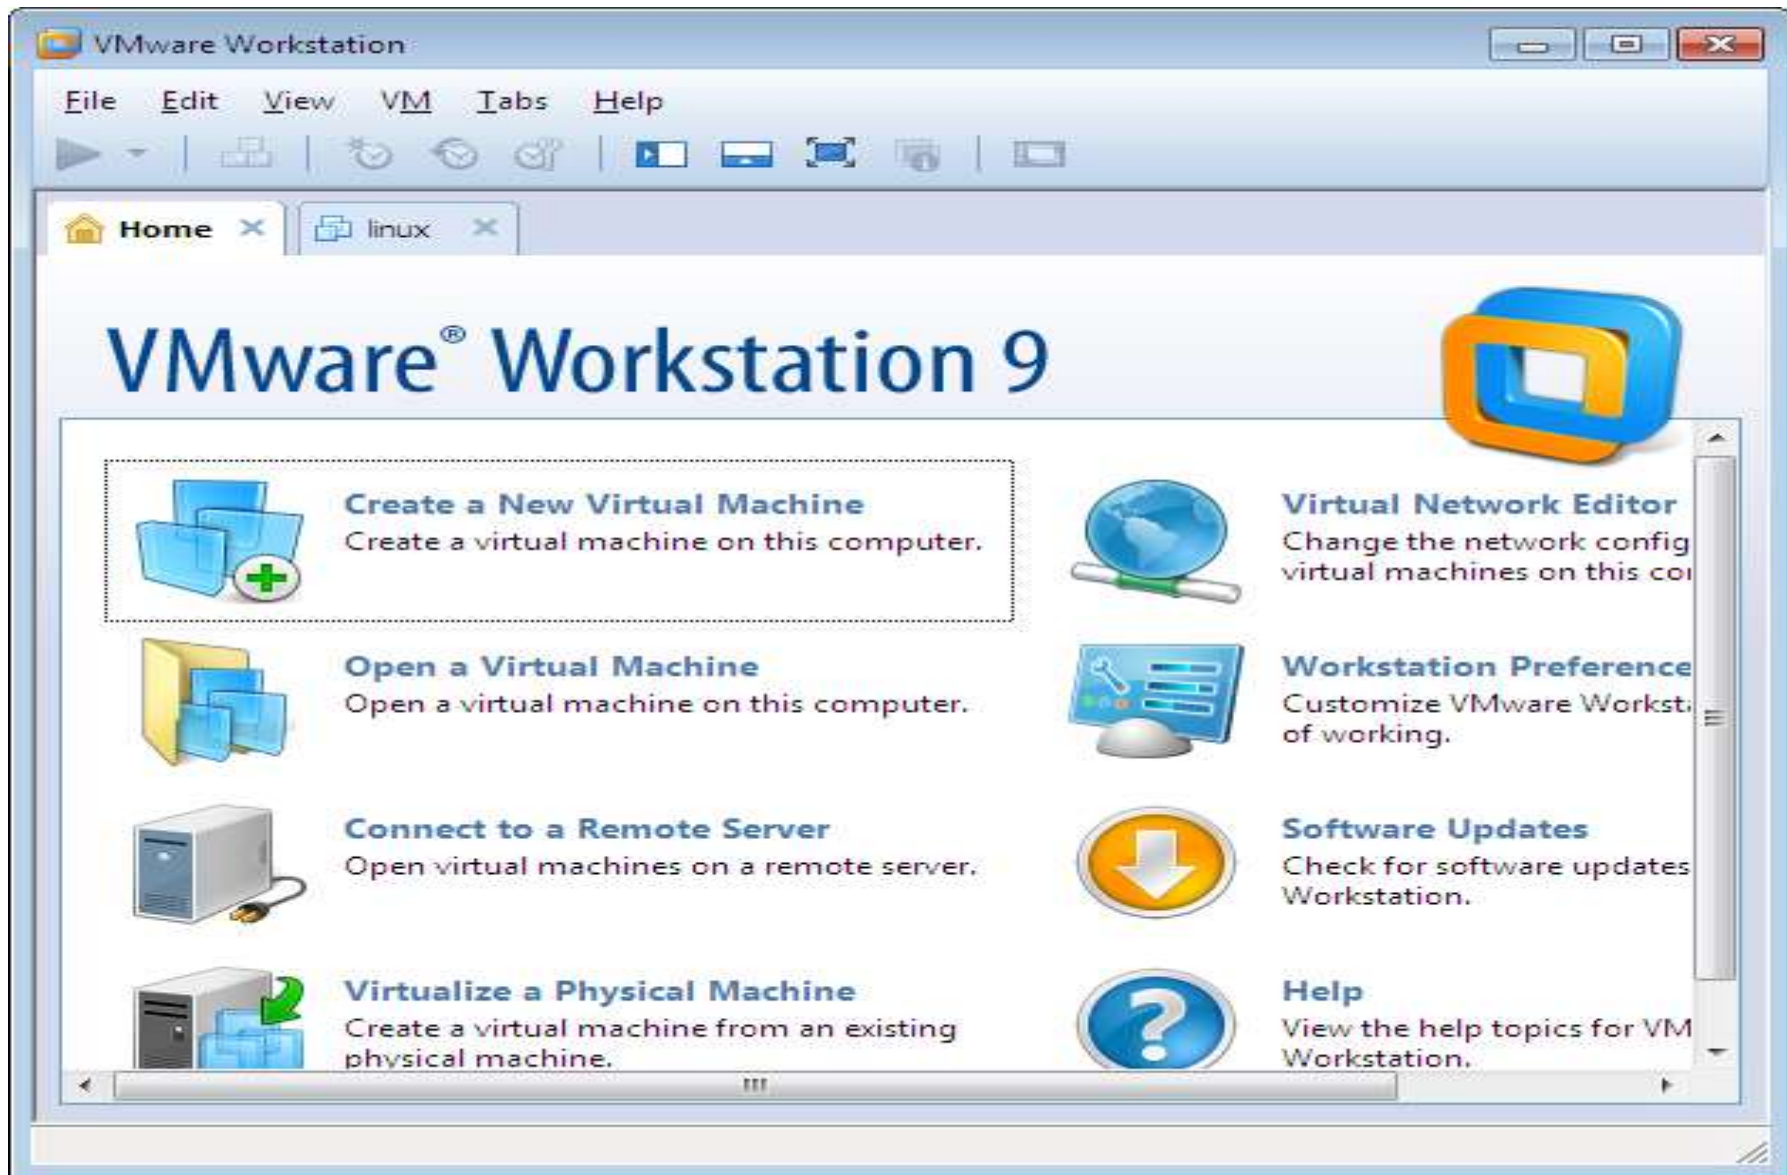 VMware Workstation
File Edit View VM Tabs Help
Home linux
VMware® Workstation 9
Create a New Virtual Machine
Create a virtual machine on this computer.
Open a Virtual Machine
Open a virtual machine on this computer.
Connect to a Remote Server
Open virtual machines on a remote server.
Virtualize a Physical Machine
Create a virtual machine from an existing
physical machine.
Virtual Network Editor
Change the network config
virtual machines on this
Workstation Preference
Customize VMware Worksta
of working.
Software Updates
Check for software updates
Workstation.
Help
View the help topics for VM
Workstation.